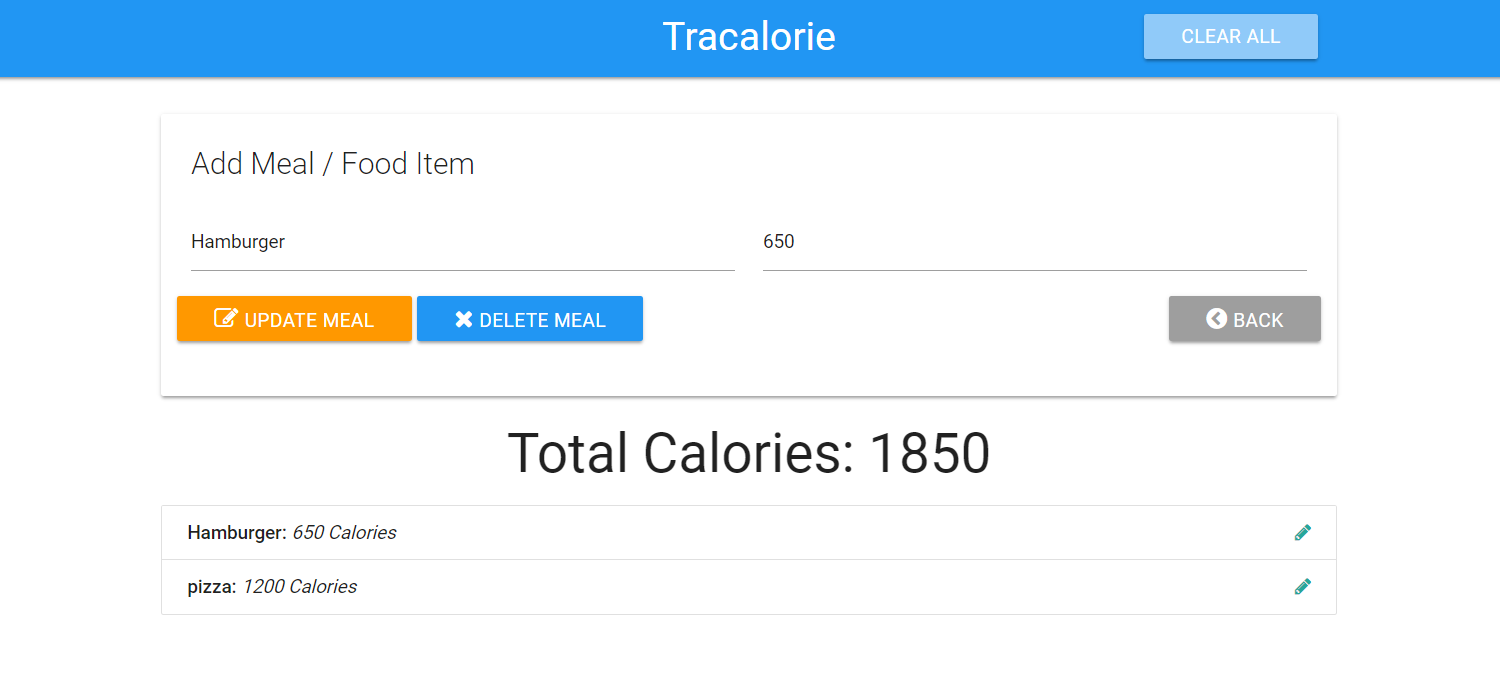 Tracalorie
CLEAR ALL
Add Meal / Food Item
Hamburger
650
UPDATE MEAL
DELETE MEAL
BACK
Total Calories: 1850
Hamburger: 650 Calories
pizza: 1200 Calories